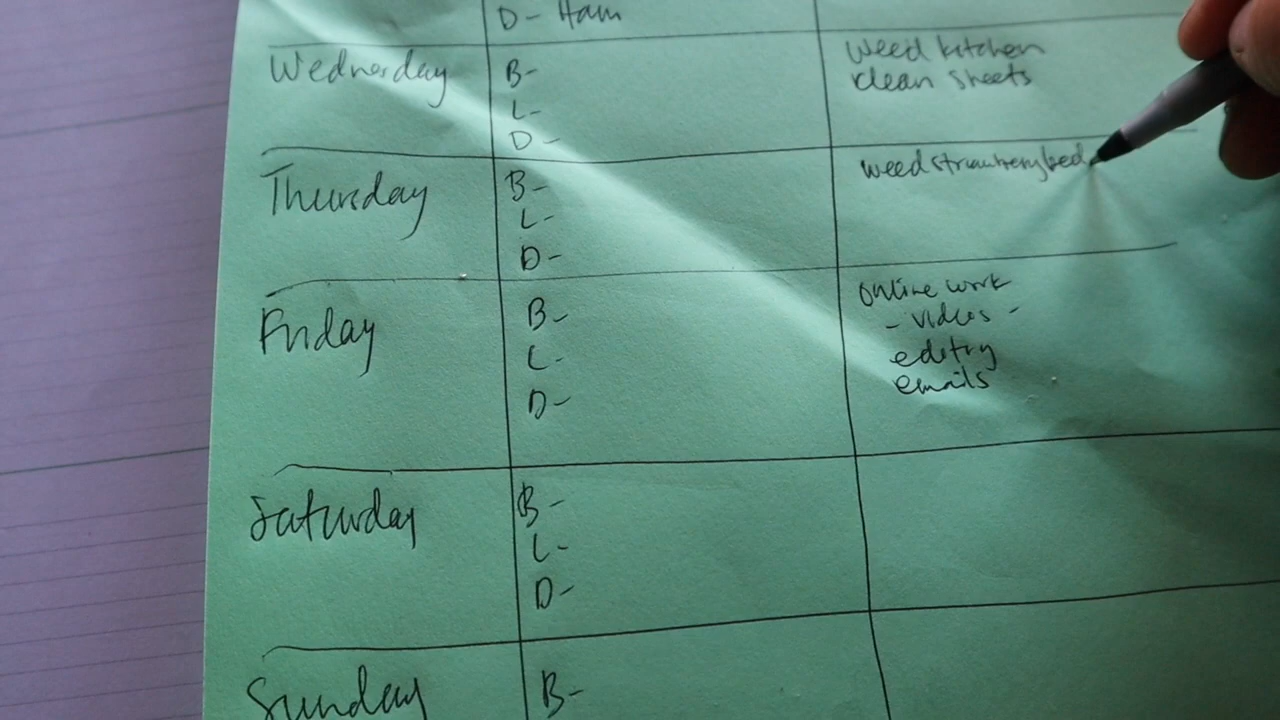 D- Ham
Wednesday
B-
L-
D-
weed kitchen
clean sheets
Thursday
B-
L-
D-
weed strawberry bed
Friday
B-
L-
D-
online work
- videos -
editing
emails
Saturday
B-
L-
D-
Sunday
B-